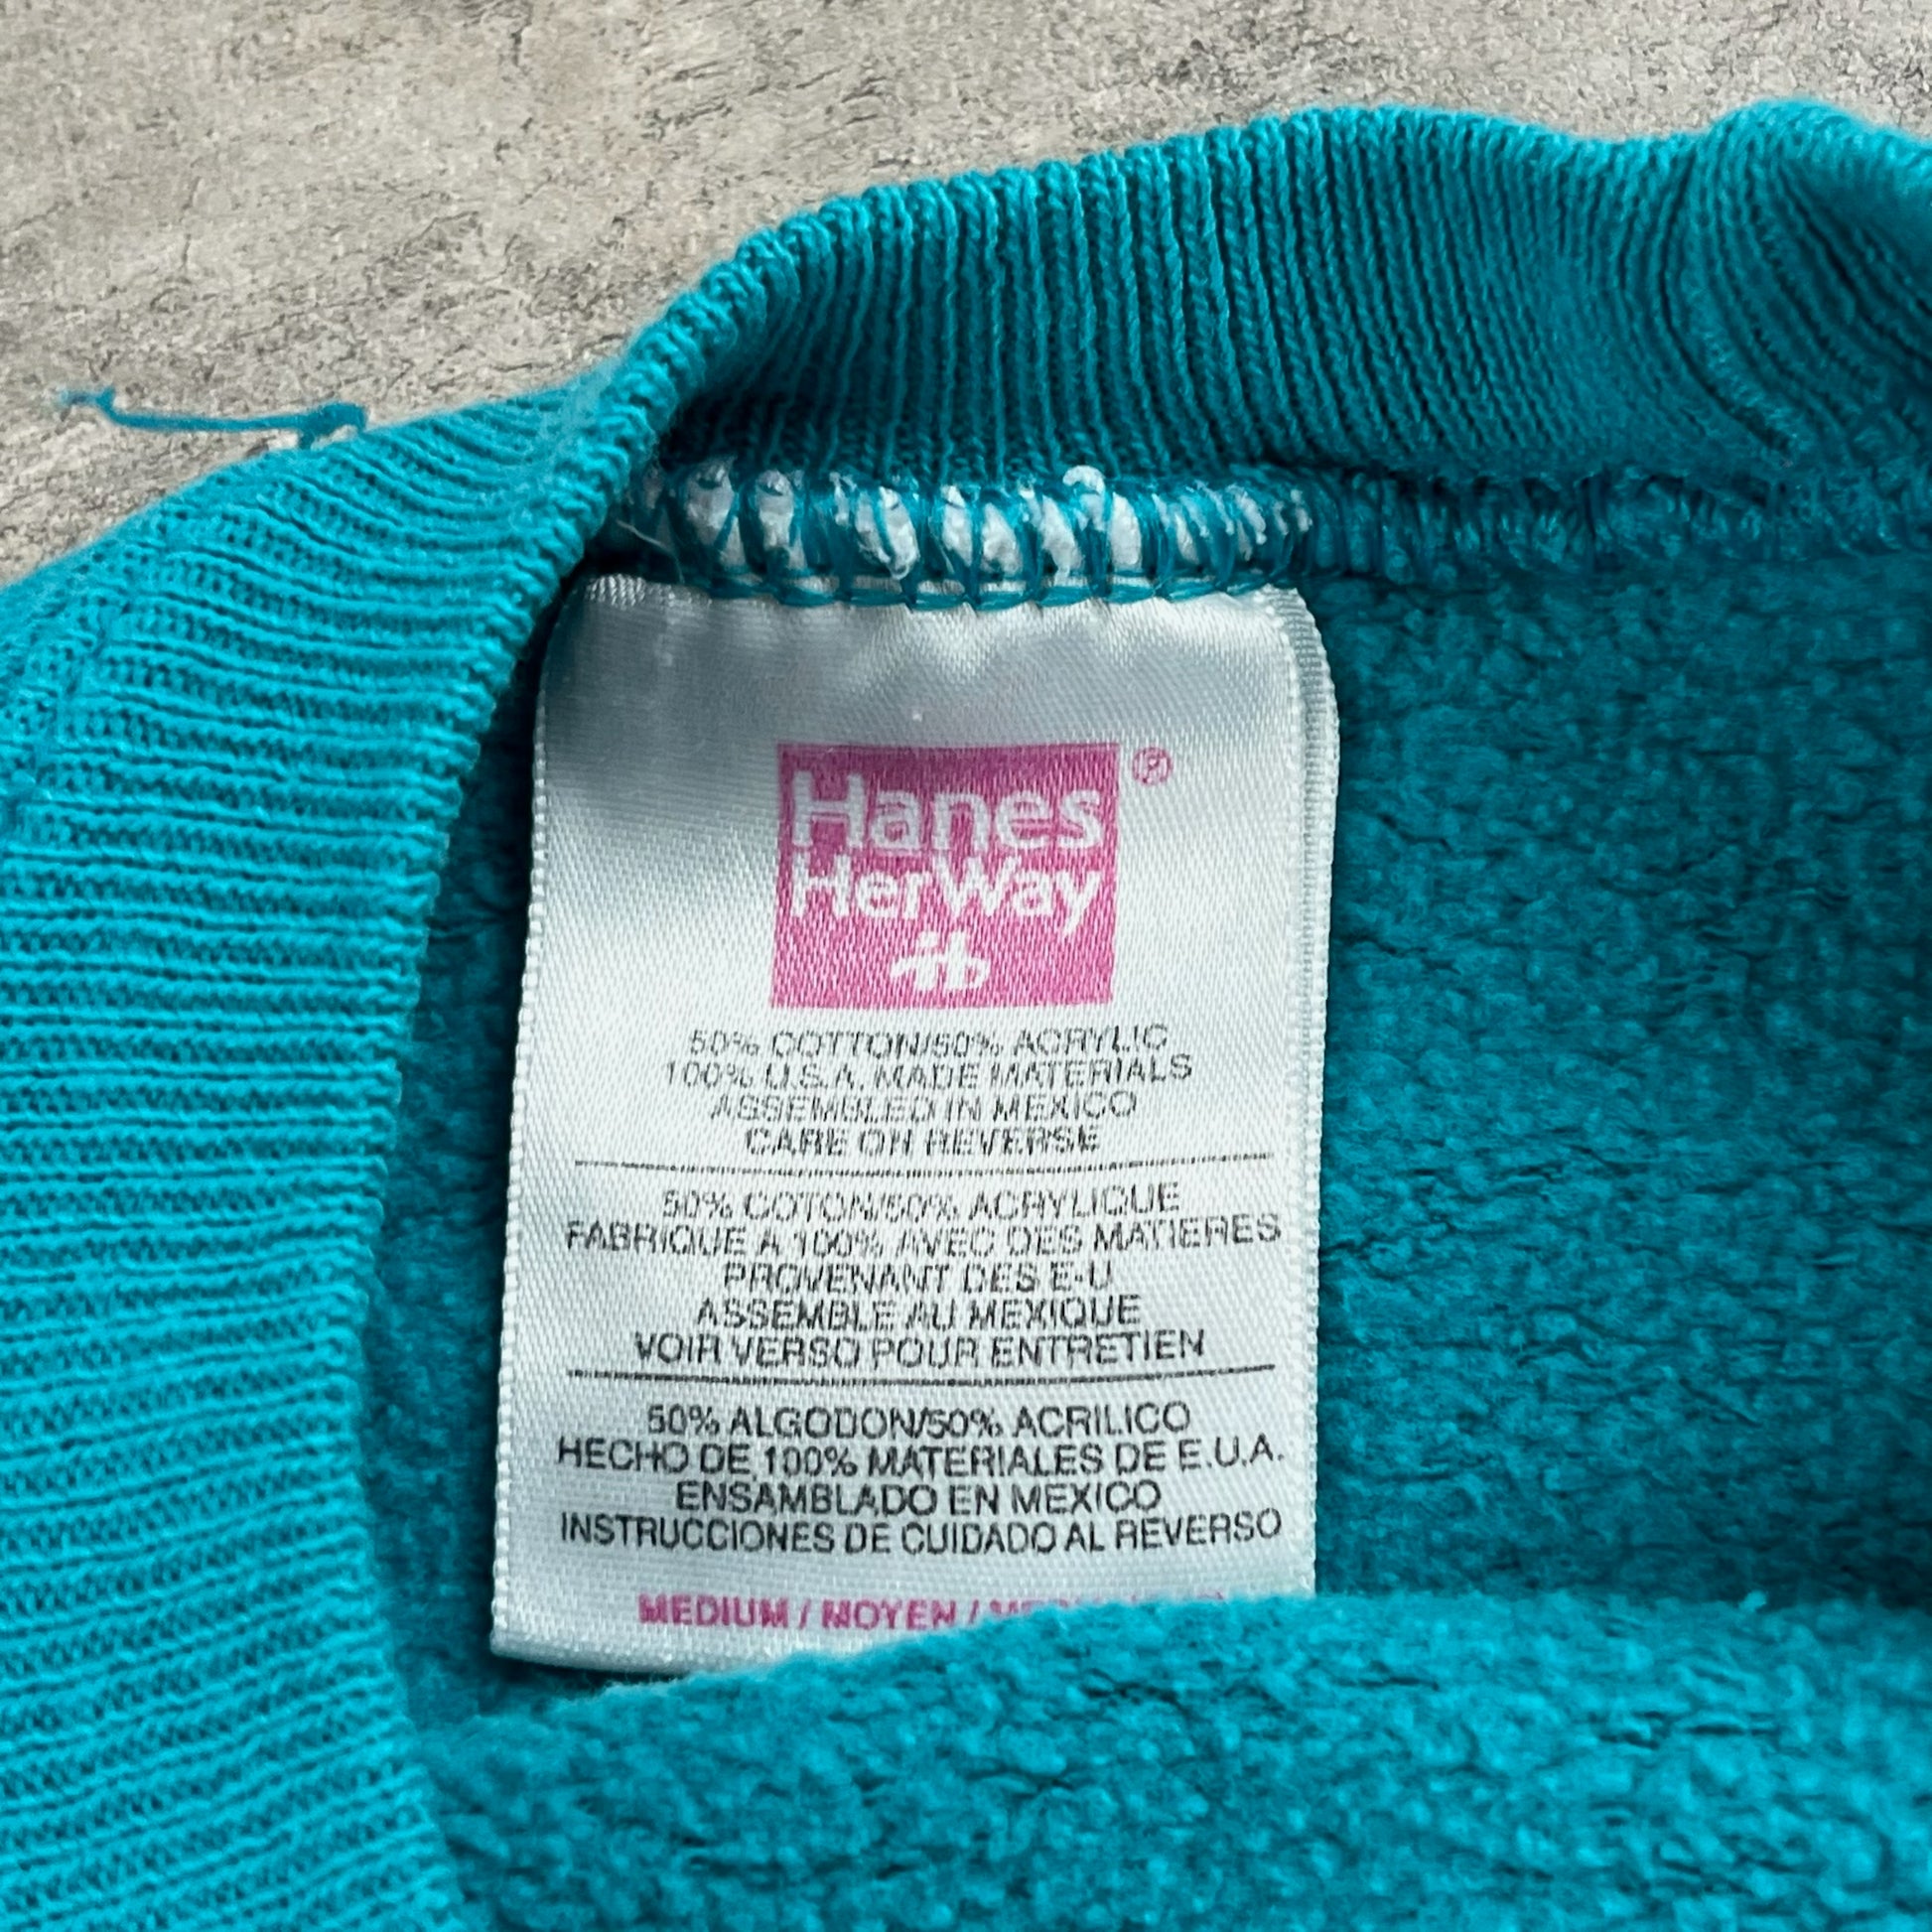 Hanes
HerWay
®
50% COTTON/50% ACRYLIC
100% U.S.A. MADE MATERIALS
ASSEMBLED IN MEXICO
CARE ON REVERSE
50% COTON/50% ACRYLIQUE
FABRIQUE A 100% AVEC DES MATIERES
PROVENANT DES E-U
ASSEMBLE AU MEXIQUE
VOIR VERSO POUR ENTRETIEN
50% ALGODON/50% ACRILICO
HECHO DE 100% MATERIALES DE E.U.A.
ENSAMBLADO EN MEXICO
INSTRUCCIONES DE CUIDADO AL REVERSO
MEDIUM / MOYEN /